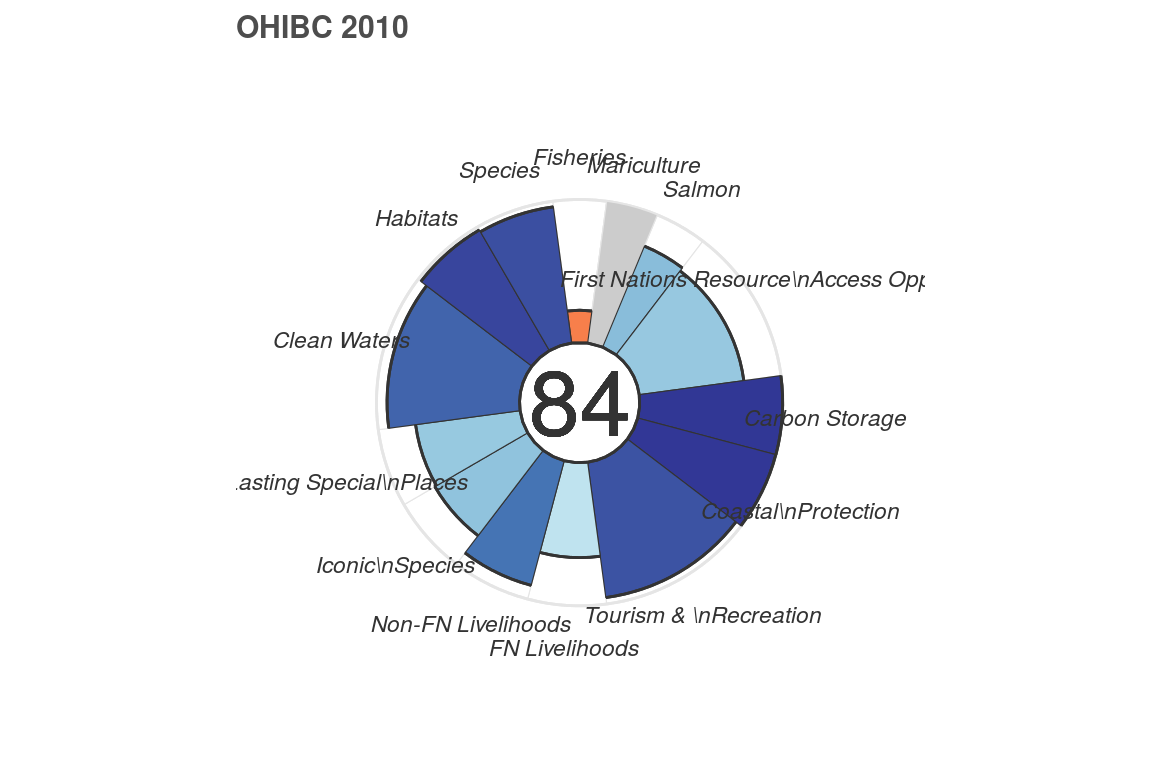 OHIBC 2010
Fisheries
Mariculture
Species
Salmon
Habitats
First Nations Resource\nAccess Opp
Clean Waters
84
Carbon Storage
asting Special\nPlaces
Coastal\nProtection
Iconic\nSpecies
Tourism & \nRecreation
Non-FN Livelihoods
FN Livelihoods